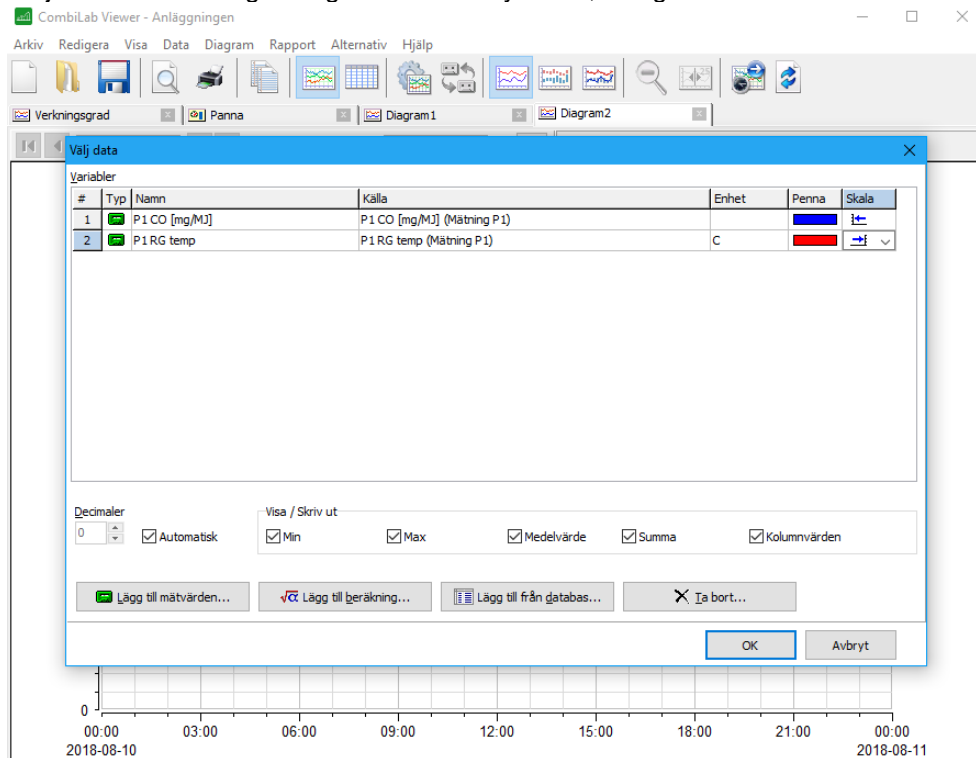 CombiLab Viewer - Anläggningen
Arkiv Redigera Visa Data Diagram Rapport Alternativ Hjälp
Verkningsgrad Panna Diagram1 Diagram2
Välj data
Variabler
# Typ Namn Källa Enhet Penna Skala
1 P1 CO [mg/MJ] P1 CO [mg/MJ] (Mätning P1)
2 P1 RG temp P1 RG temp (Mätning P1) C
Decimaler Visa / Skriv ut
0 Automatisk Min Max Medelvärde Summa Kolumnvärden
Lägg till mätvärden... √α Lägg till beräkning... Lägg till från databas... Ta bort...
OK Avbryt
0
00:00 03:00 06:00 09:00 12:00 15:00 18:00 21:00 00:00
2018-08-10 2018-08-11